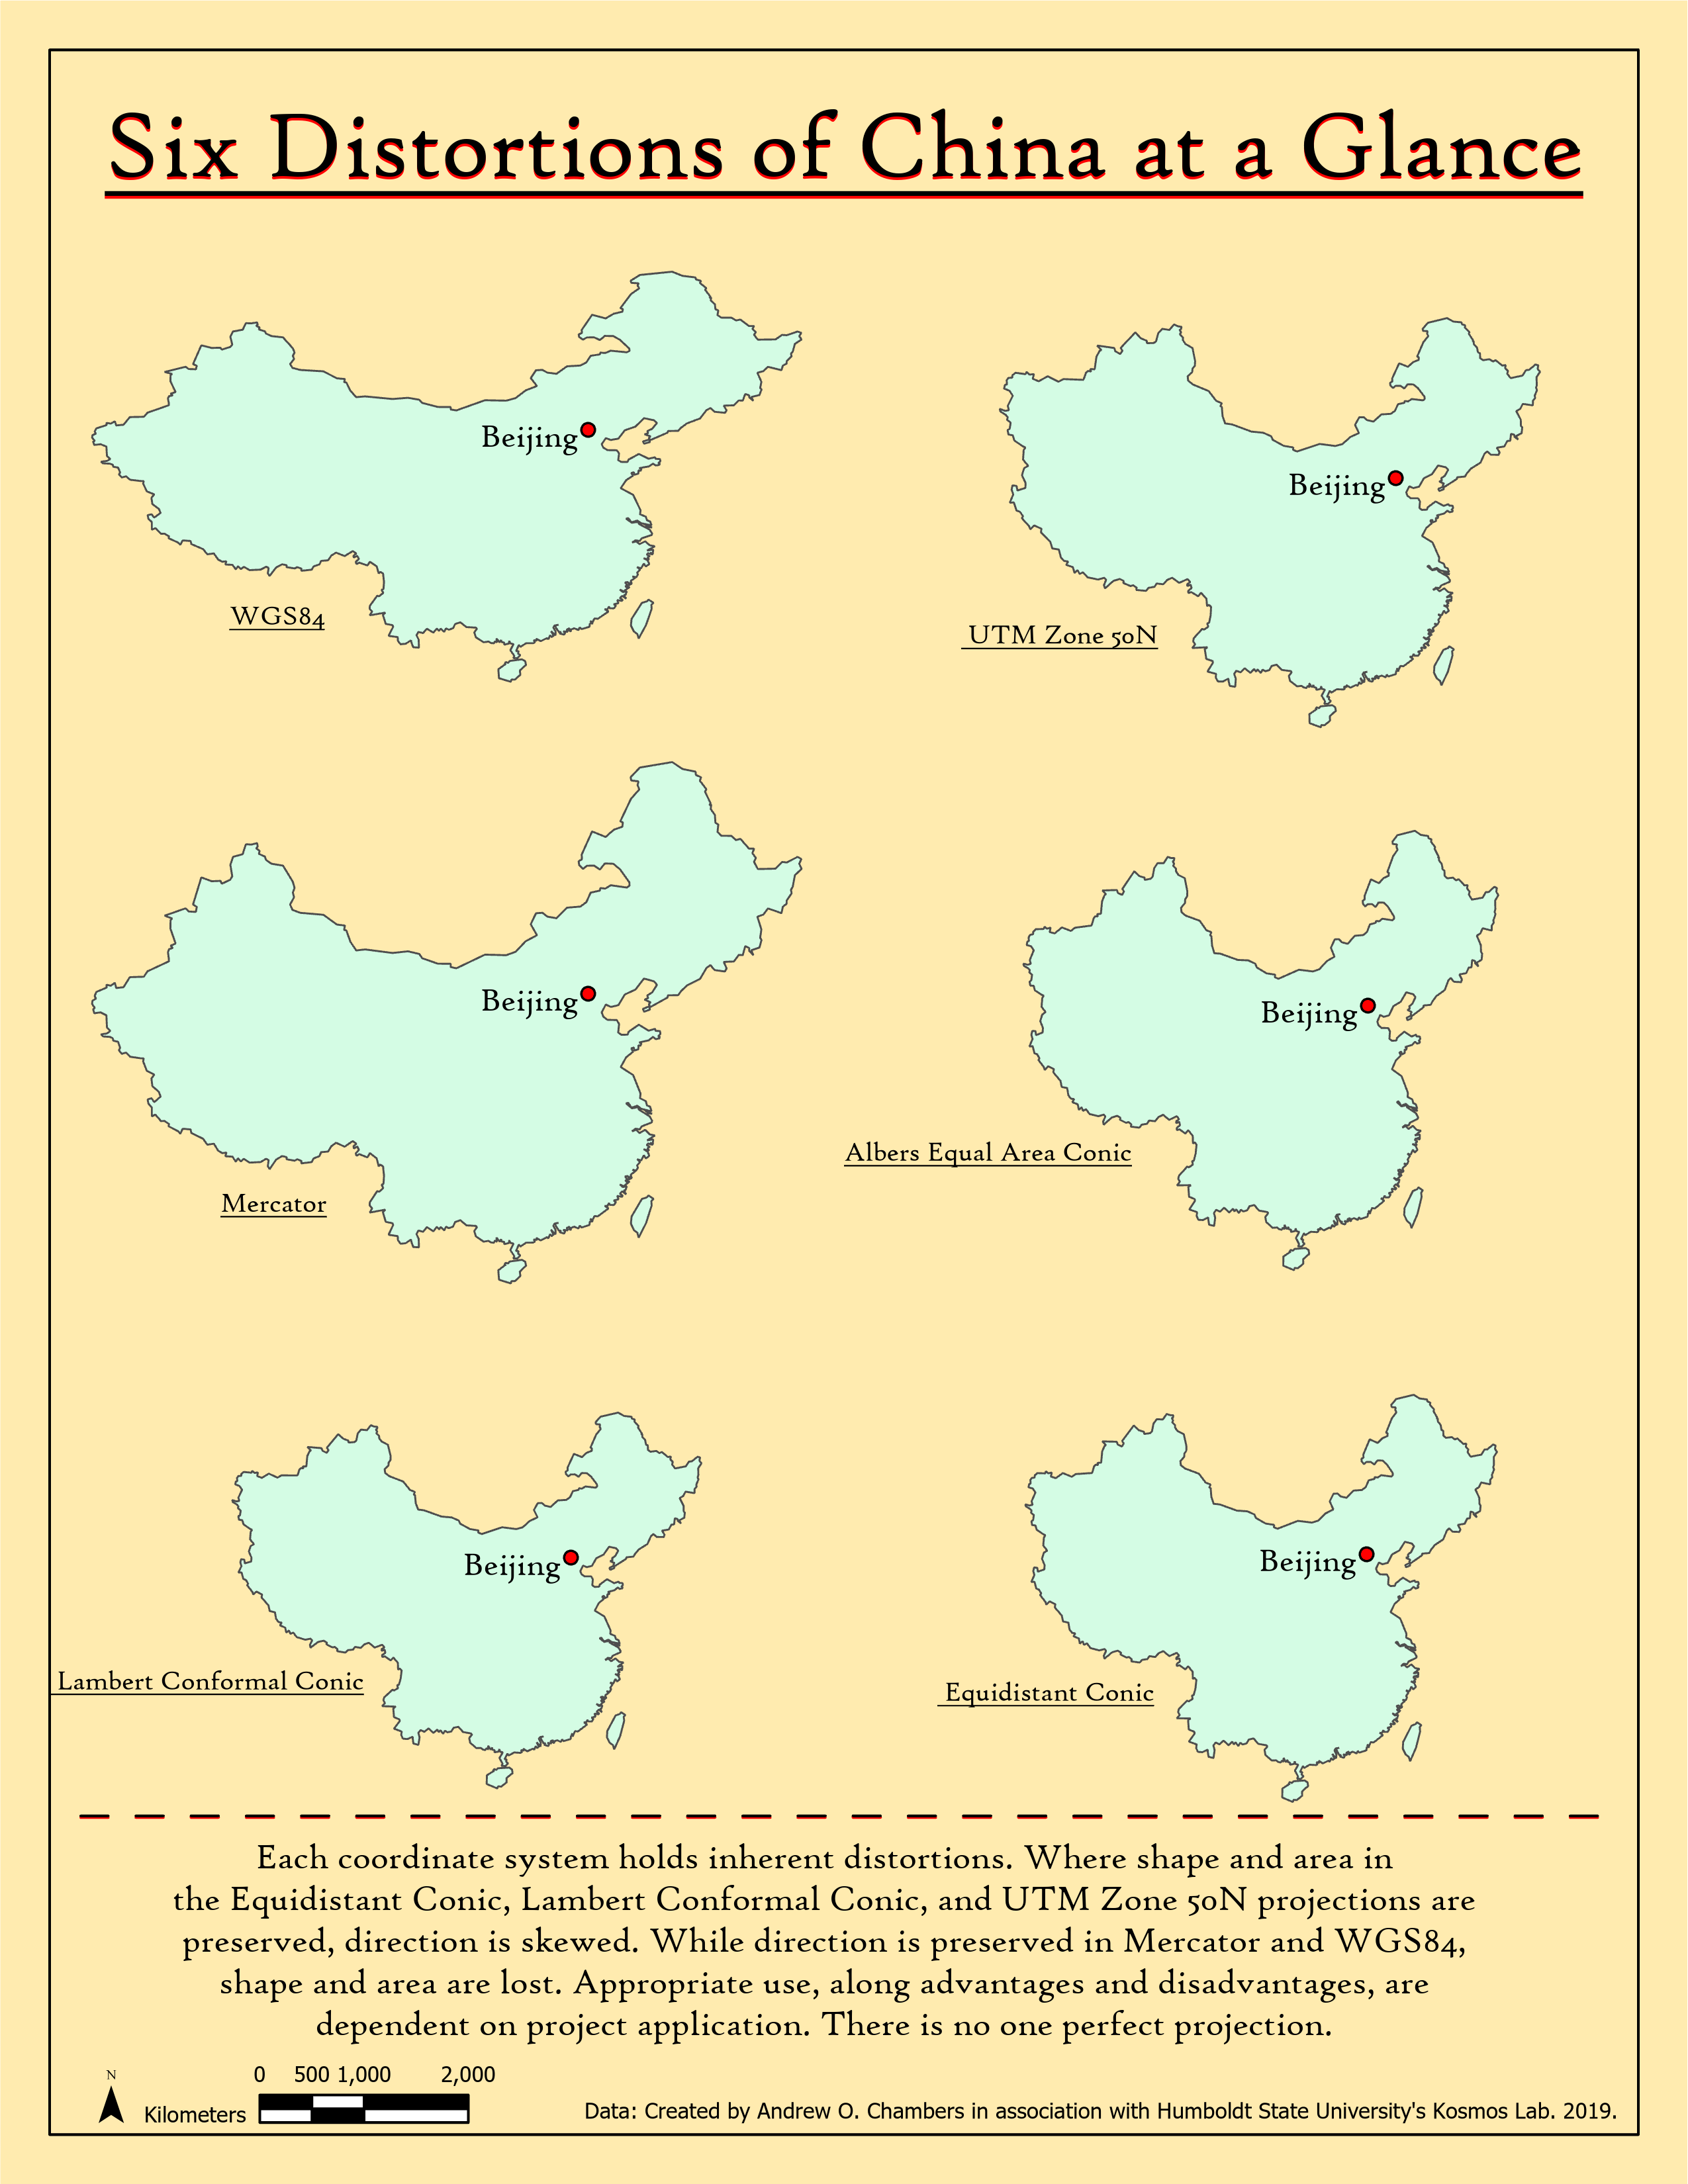 Six Distortions of China at a Glance
Beijing
WGS84
Beijing
UTM Zone 50N
Beijing
Mercator
Beijing
Albers Equal Area Conic
Beijing
Lambert Conformal Conic
Beijing
Equidistant Conic
Each coordinate system holds inherent distortions. Where shape and area in
the Equidistant Conic, Lambert Conformal Conic, and UTM Zone 50N projections are
preserved, direction is skewed. While direction is preserved in Mercator and WGS84,
shape and area are lost. Appropriate use, along advantages and disadvantages, are
dependent on project application. There is no one perfect projection.
N
0 500 1,000 2,000
Kilometers
Data: Created by Andrew O. Chambers in association with Humboldt State University's Kosmos Lab. 2019.